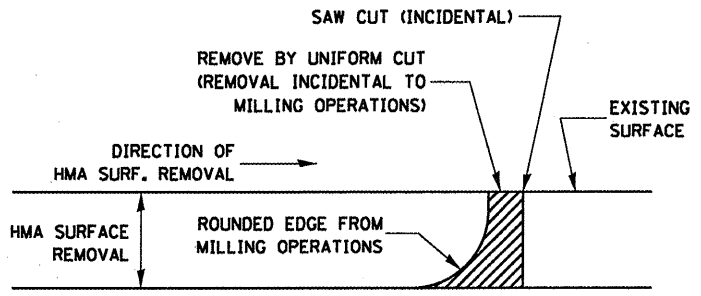 SAW CUT (INCIDENTAL)
REMOVE BY UNIFORM CUT
(REMOVAL INCIDENTAL TO
MILLING OPERATIONS)
EXISTING
SURFACE
DIRECTION OF
HMA SURF. REMOVAL
HMA SURFACE
REMOVAL
ROUNDED EDGE FROM
MILLING OPERATIONS